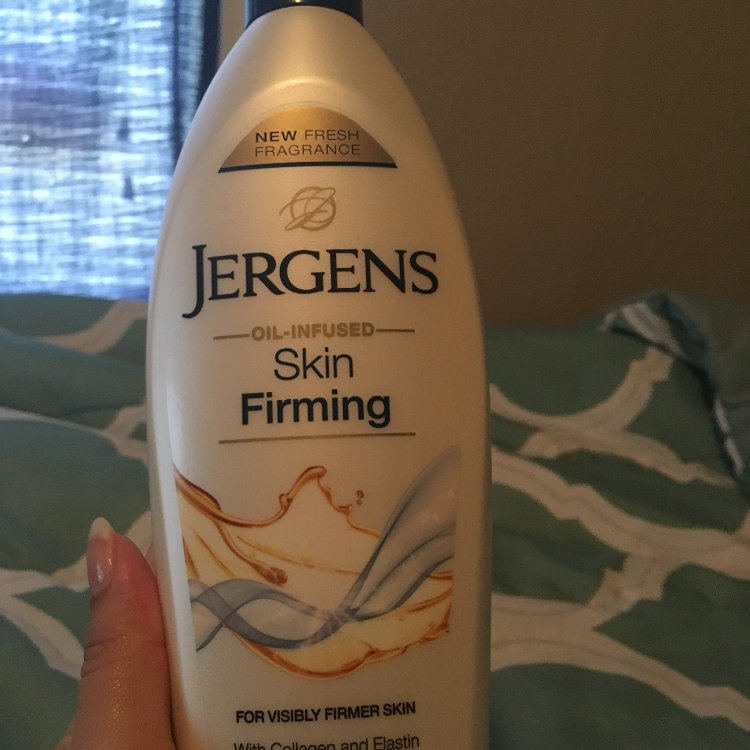 NEW FRESH
FRAGRANCE
JERGENS
OIL-INFUSED
Skin
Firming
FOR VISIBLY FIRMER SKIN
With Collagen and Elastin